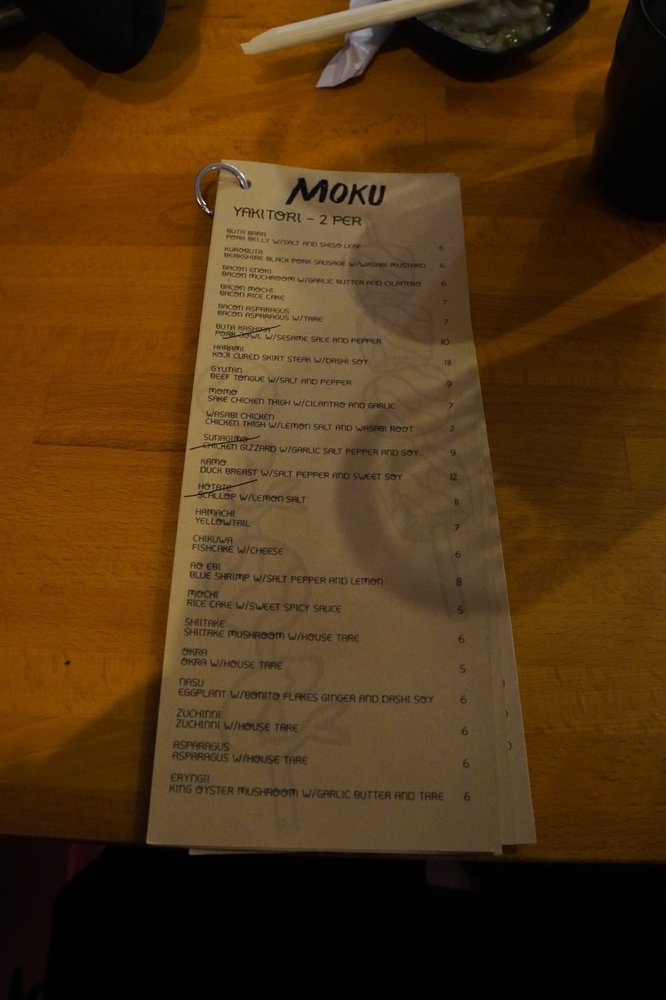 MOKU
YAKITORI - 2 PER
BUTA BARA
PORK BELLY W/SALT AND SHISO LEAF 6
KUROBUTA
BERKSHIRE BLACK PORK SAUSAGE W/WASABI MUSTARD 6
BACON ENOKI
BACON MUCHROOM W/GARLIC BUTTER AND CILANTRO 6
BACON MOCHI
BACON RICE CAKE 7
BACON ASPARAGUS
BACON ASPARAGUS W/TARE 7
BUTA KASHIRA
PORK JOWL W/SESAME SALE AND PEPPER 10
HARAMI
KOJI CURED SKIRT STEAK W/DASHI SOY 13
GYUTAN
BEEF TONGUE W/SALT AND PEPPER 9
MOMO
SAKE CHICKEN THIGH W/CILANTRO AND GARLIC 7
WASABI CHICKEN
CHICKEN THIGH W/LEMON SALT AND WASABI ROOT 7
SUNAGIMO
CHICKEN GIZZARD W/GARLIC SALT PEPPER AND SOY 9
KAMO
DUCK BREAST W/SALT PEPPER AND SWEET SOY 12
HOTATE
SCALLOP W/LEMON SALT 11
HAMACHI
YELLOWTAIL 7
CHIKUWA
FISHCAKE W/CHEESE 6
AO EBI
BLUE SHRIMP W/SALT PEPPER AND LEMON 8
MOCHI
RICE CAKE W/SWEET SPICY SAUCE 5
SHIITAKE
SHIITAKE MUSHROOM W/HOUSE TARE 6
OKRA
OKRA W/HOUSE TARE 5
NASU
EGGPLANT W/BONITO FLAKES GINGER AND DASHI SOY 6
ZUCHINNI
ZUCHINNI W/HOUSE TARE 6
ASPARAGUS
ASPARAGUS W/HOUSE TARE 6
ERYNGII
KING OYSTER MUSHROOM W/GARLIC BUTTER AND TARE 6